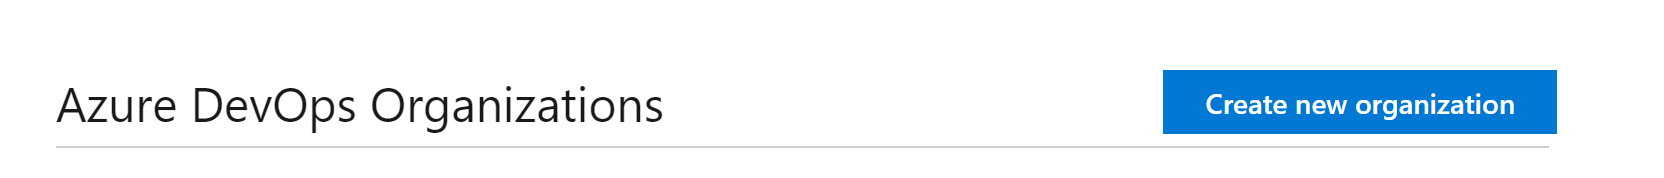 Azure DevOps Organizations
Create new organization